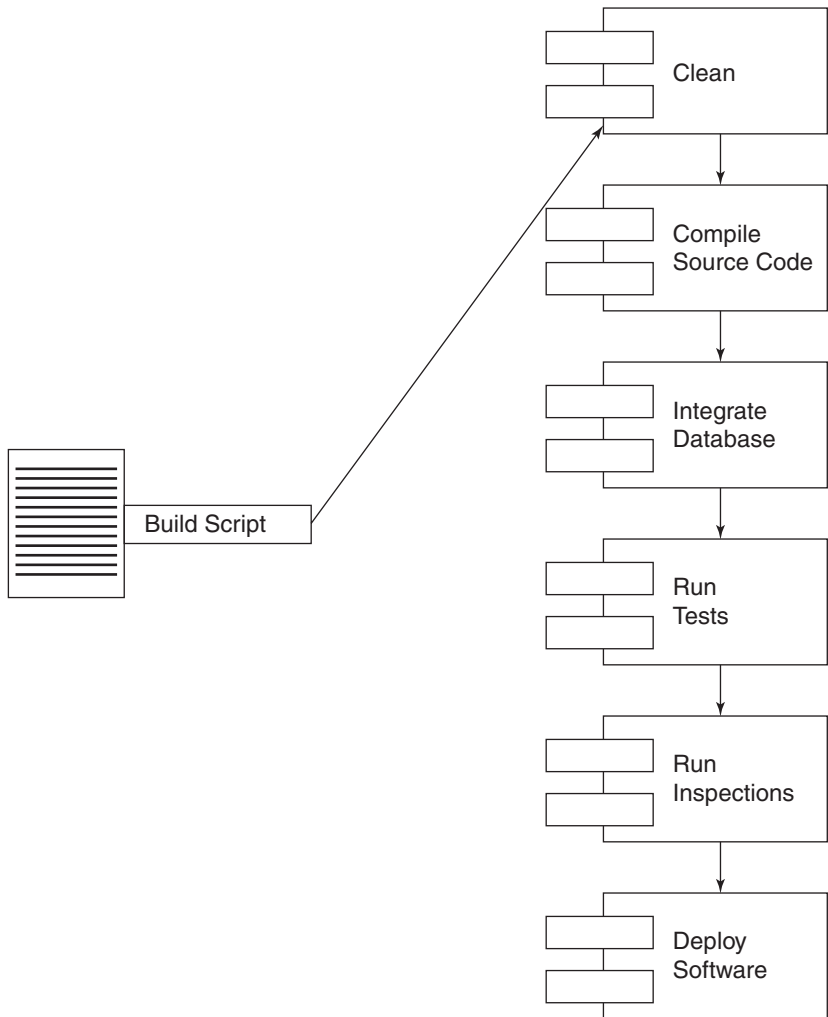 Clean
Compile
Source Code
Integrate
Database
Build Script
Run
Tests
Run
Inspections
Deploy
Software